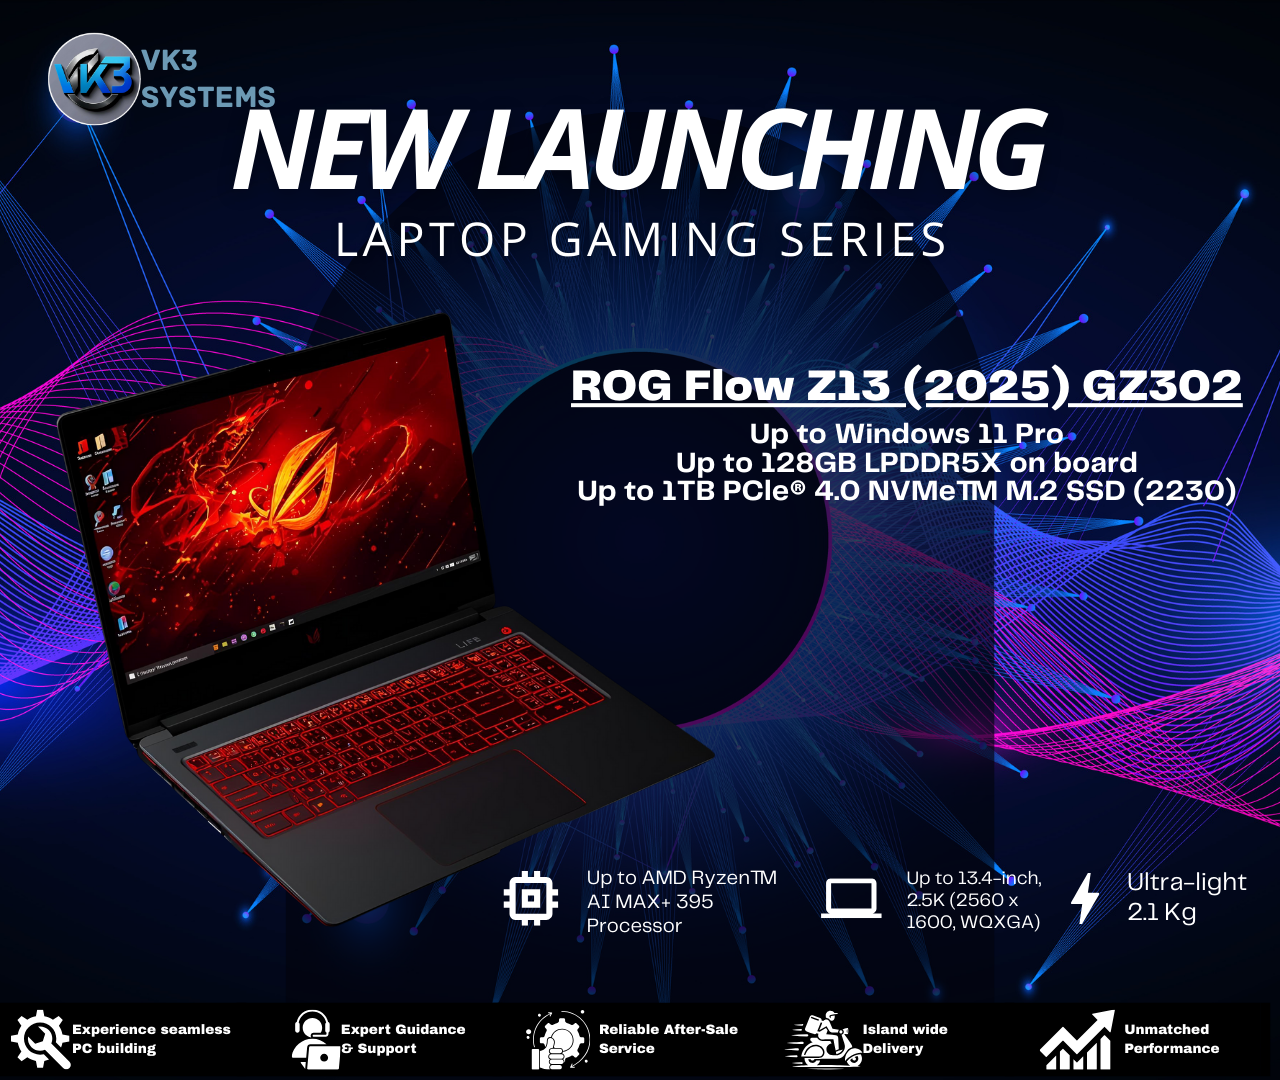 VK3
VK3
SYSTEMS
NEW LAUNCHING
LAPTOP GAMING SERIES
ROG Flow Z13 (2025) GZ302
Up to Windows 11 Pro
Up to 128GB LPDDR5X on board
Up to 1TB PCIe® 4.0 NVMeTM M.2 SSD (2230)
LIFE
Up to AMD RyzenTM
AI MAX+ 395
Processor
Up to 13.4-inch,
2.5K (2560 x
1600, WQXGA)
Ultra-light
2.1 Kg
Experience seamless
PC building
Expert Guidance
& Support
Reliable After-Sale
Service
Island wide
Delivery
Unmatched
Performance